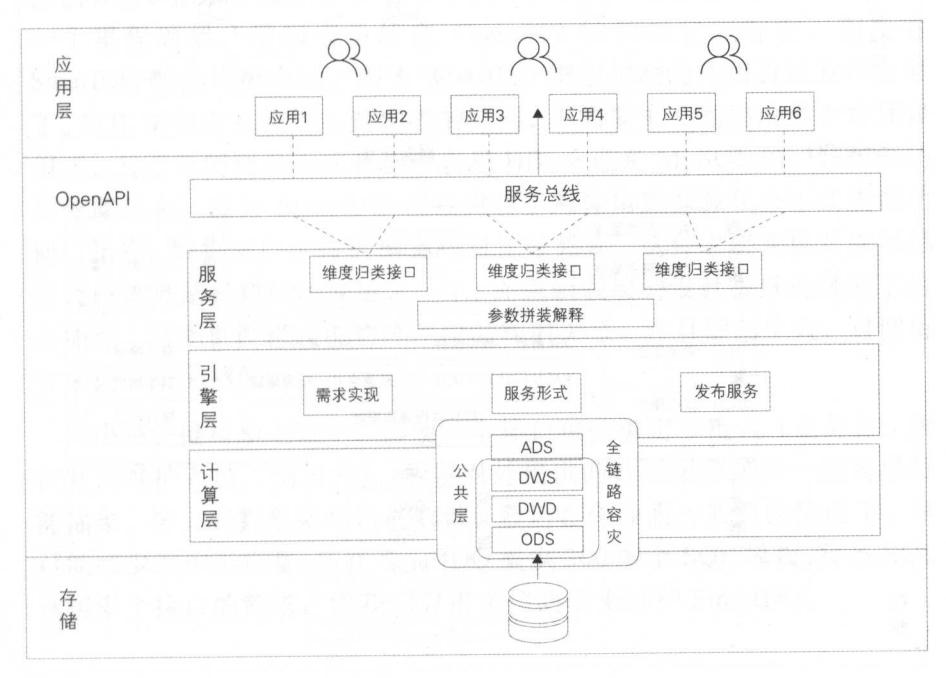 应用层
应用1
应用2
应用3
应用4
应用5
应用6
OpenAPI
服务总线
服务层
维度归类接口
维度归类接口
维度归类接口
参数拼装解释
引擎层
需求实现
服务形式
发布服务
计算层
公共层
ADS
DWS
DWD
ODS
全链路容灾
存储